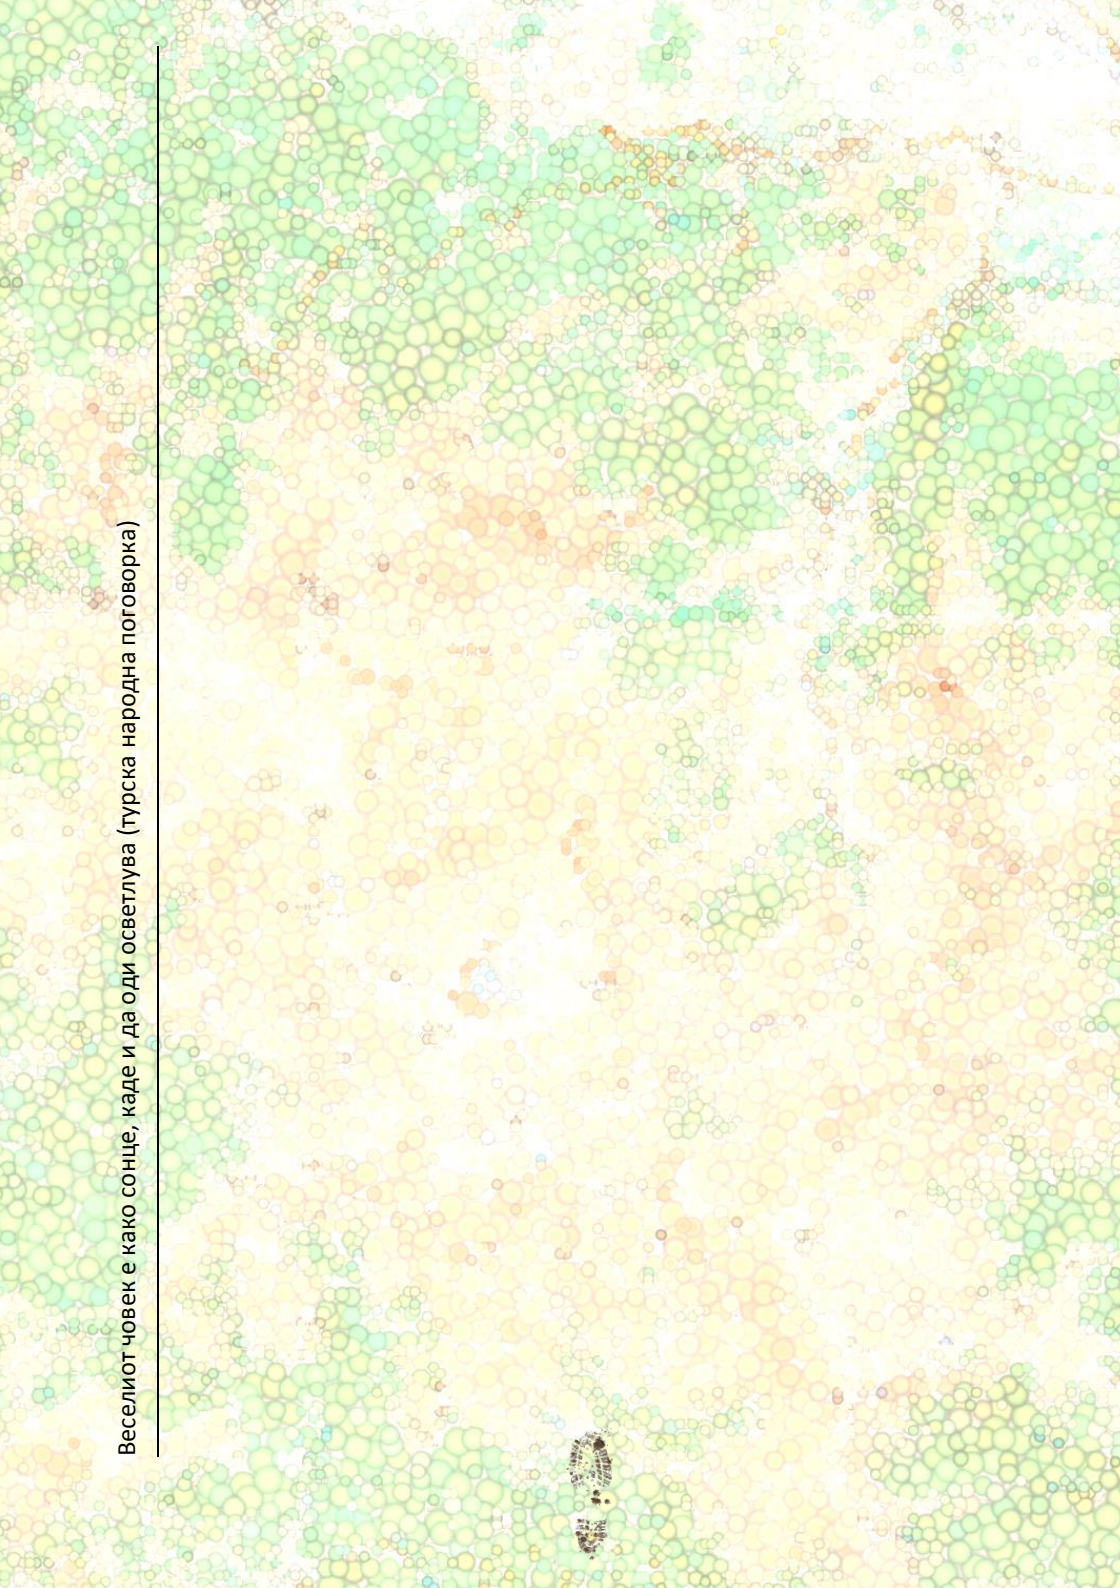 Веселиот човек е како сонце, каде и да оди осветлува (турска народна поговорка)